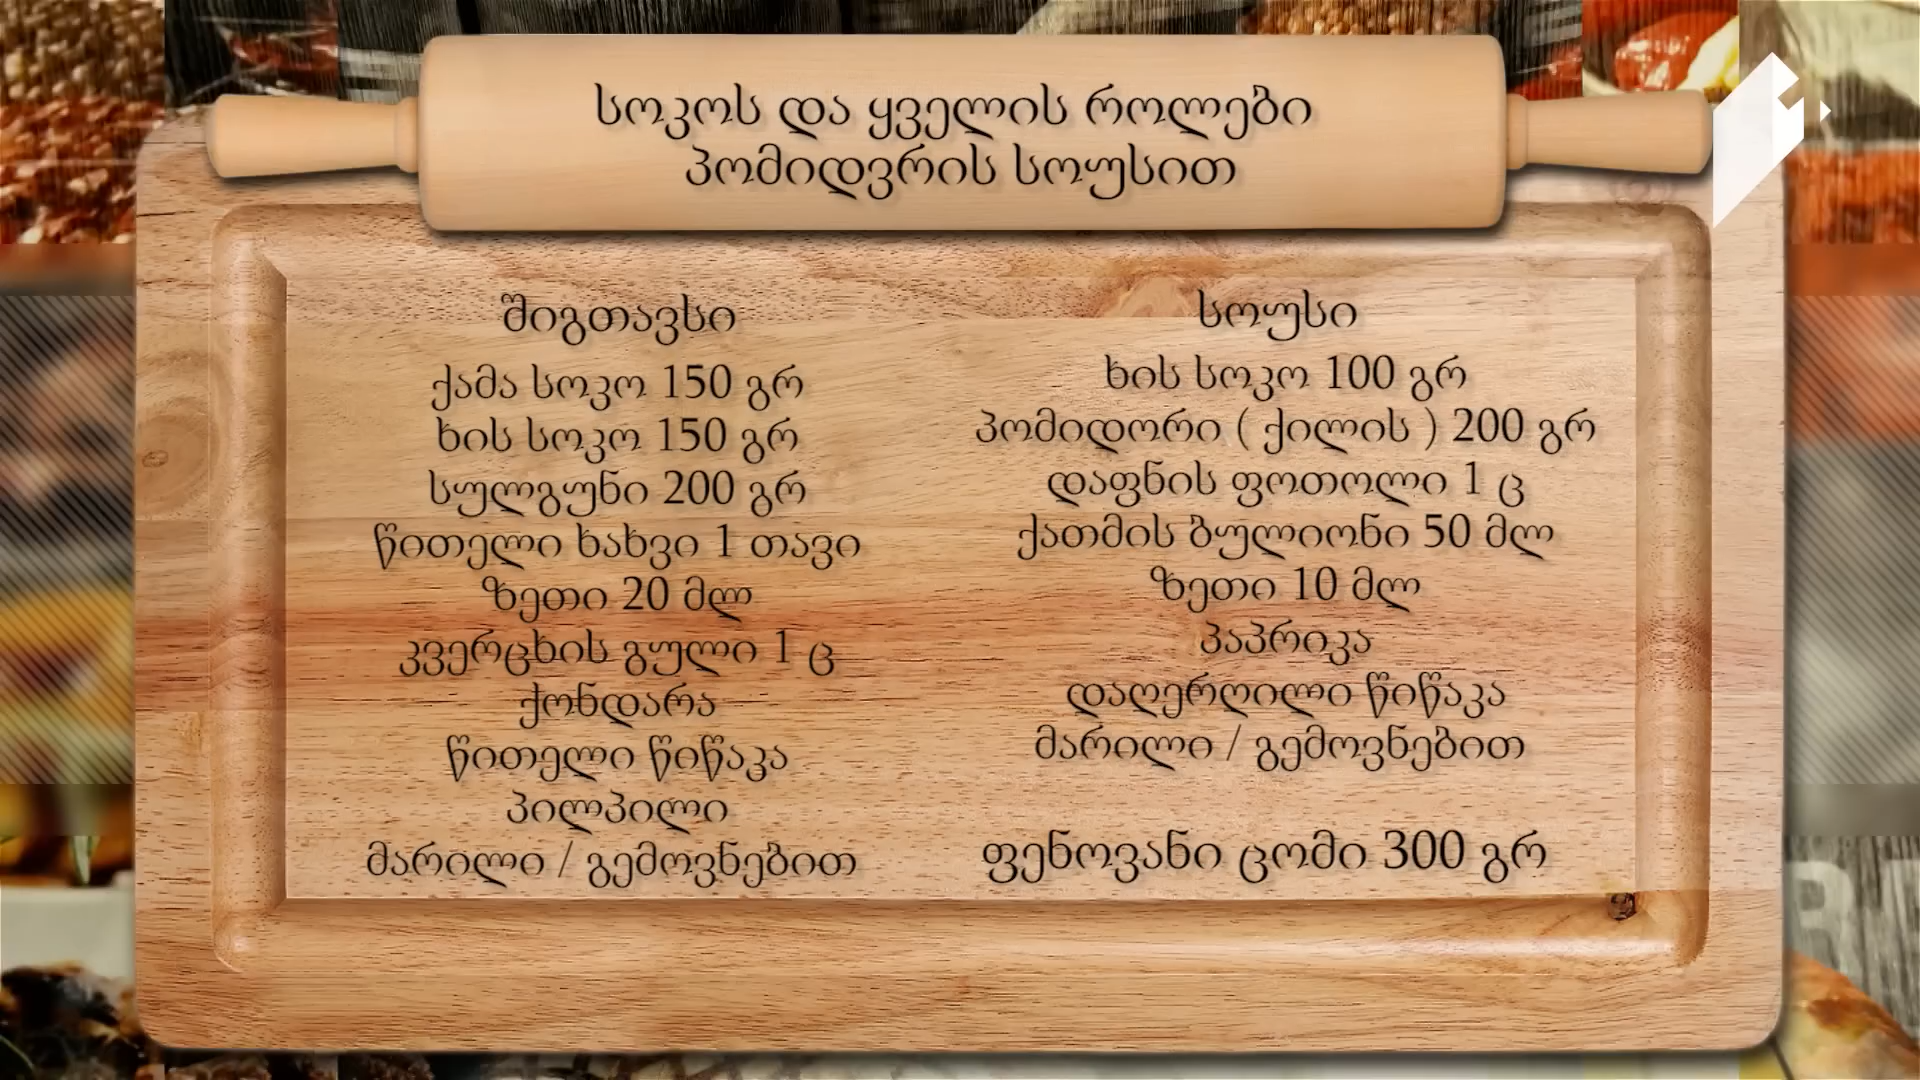 სოკოს და ყველის როლები
პომიდვრის სოუსით
შიგთავსი
ქამა სოკო 150 გრ
ხის სოკო 150 გრ
სულგუნი 200 გრ
წითელი ხახვი 1 თავი
ზეთი 20 მლ
კვერცხის გული 1 ც
ქონდარა
წითელი წიწაკა
პილპილი
მარილი / გემოვნებით
სოუსი
ხის სოკო 100 გრ
პომიდორი ( ქილის ) 200 გრ
დაფნის ფოთოლი 1 ც
ქათმის ბულიონი 50 მლ
ზეთი 10 მლ
პაპრიკა
დაღერღილი წიწაკა
მარილი / გემოვნებით
ფენოვანი ცომი 300 გრ